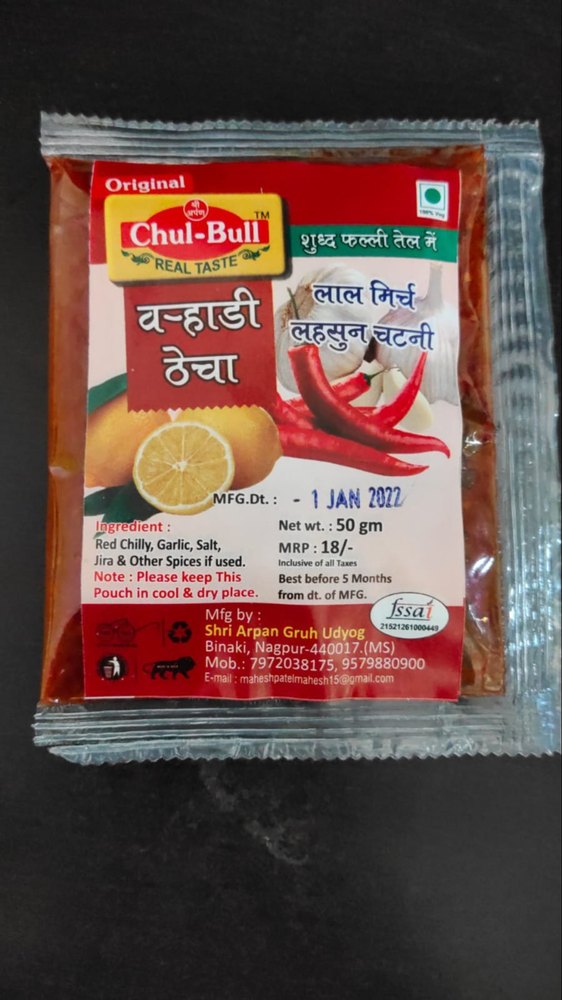 Original
श्री
अर्पण
Chul-Bull TM
REAL TASTE
100% Veg
शुध्द फल्ली तेल में
वऱ्हाडी
ठेचा
लाल मिर्च
लहसुन चटनी
MFG.Dt. : - 1 JAN 2022
Ingredient :
Red Chilly, Garlic, Salt,
Jira & Other Spices if used.
Note : Please keep This
Pouch in cool & dry place.
Net wt. : 50 gm
MRP : 18/-
Inclusive of all Taxes
Best before 5 Months
from dt. of MFG.
fssai
21521261000449
Mfg by :
Shri Arpan Gruh Udyog
Binaki, Nagpur-440017.(MS)
Mob.: 7972038175, 9579880900
E-mail : maheshpatelmahesh15@gmail.com